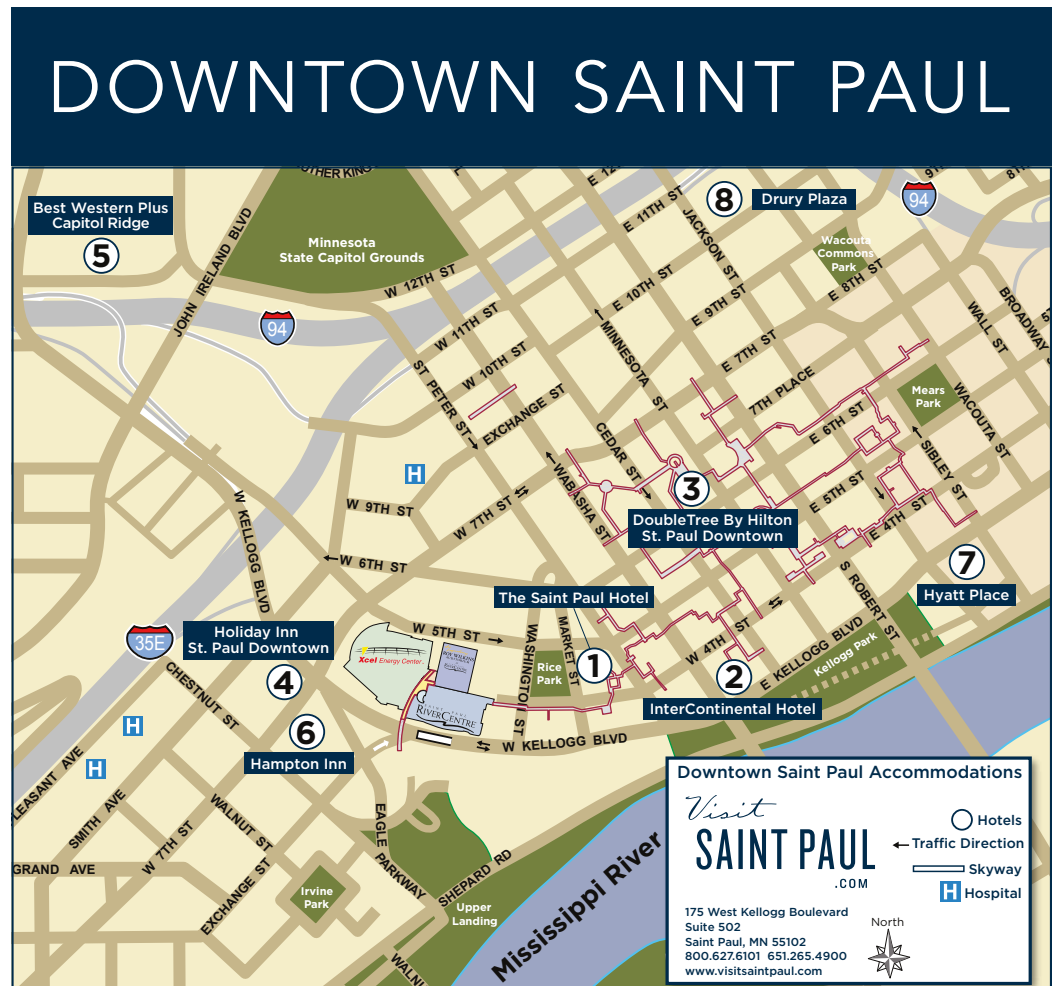 DOWNTOWN SAINT PAUL
E 12
9TH
8TH
94
Best Western Plus
Capitol Ridge
5
JOHN IRELAND BLVD
Minnesota
State Capitol Grounds
W 12TH ST
94
8
Drury Plaza
E 11TH ST
JACKSON ST
Wacouta
Commons
Park
E 8TH ST
E 10TH ST
E 9TH ST
W 11TH ST
W 10TH ST
ST PETER ST
EXCHANGE ST
MINNESOTA ST
E 7TH ST
7TH PLACE
WALL ST
BROADWAY
Mears
Park
WACOUTA ST
E 6TH ST
CEDAR ST
SIBLEY ST
WABASHA ST
H
W 9TH ST
W 7TH ST
W KELLOGG BLVD
W 6TH ST
3
DoubleTree By Hilton
St. Paul Downtown
E 5TH ST
E 4TH ST
7
Hyatt Place
S ROBERT ST
The Saint Paul Hotel
1
W 5TH ST
WASHINGTON ST
MARKET ST
Rice
Park
W 4TH ST
2
InterContinental Hotel
E KELLOGG BLVD
Kellogg Park
35E
Holiday Inn
St. Paul Downtown
4
Xcel Energy Center
ROY WILKINS
SAINT PAUL
RIVERCENTRE
CHESTNUT ST
6
Hampton Inn
W KELLOGG BLVD
H
H
PLEASANT AVE
SMITH AVE
W 7TH ST
GRAND AVE
WALNUT ST
EXCHANGE ST
EAGLE PARKWAY
SHEPARD RD
Irvine
Park
Upper
Landing
WALNU
Mississippi River
Downtown Saint Paul Accommodations
Visit
SAINT PAUL
.COM
Hotels
Traffic Direction
Skyway
H Hospital
175 West Kellogg Boulevard
Suite 502
Saint Paul, MN 55102
800.627.6101 651.265.4900
www.visitsaintpaul.com
North